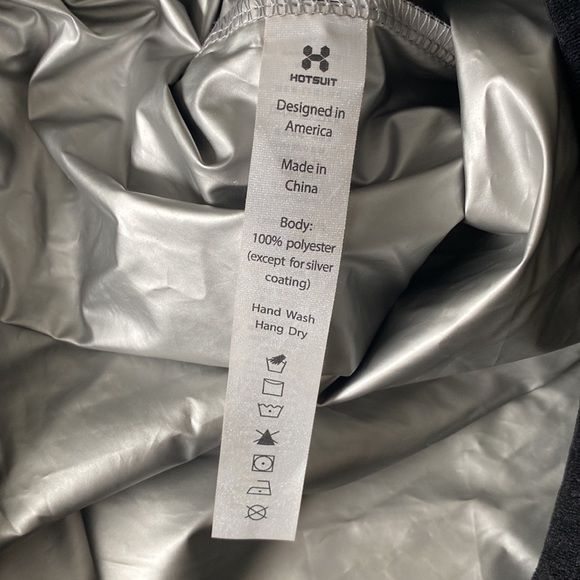 HOTSUIT
Designed in
America
Made in
China
Body:
100% polyester
(except for silver
coating)
Hand Wash
Hang Dry